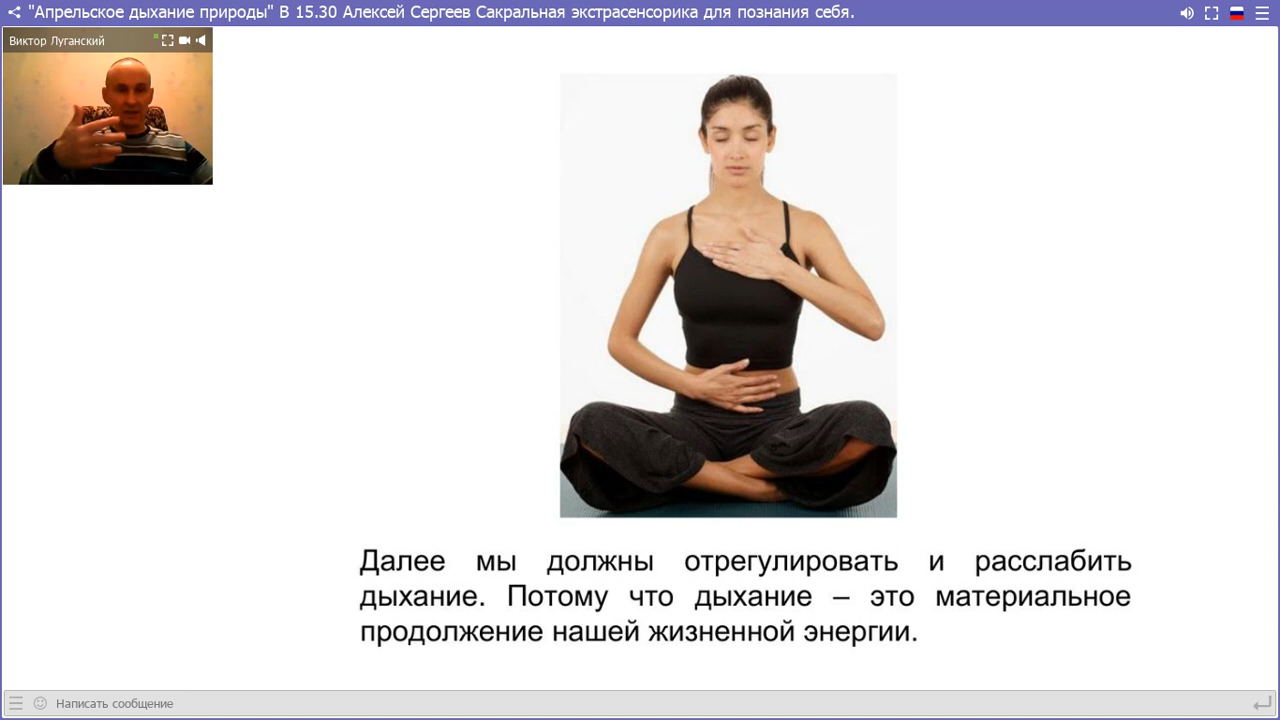 "Апрельское дыхание природы" В 15.30 Алексей Сергеев Сакральная экстрасенсорика для познания себя.
Виктор Луганский
Далее мы должны отрегулировать и расслабить
дыхание. Потому что дыхание – это материальное
продолжение нашей жизненной энергии.
Написать сообщение